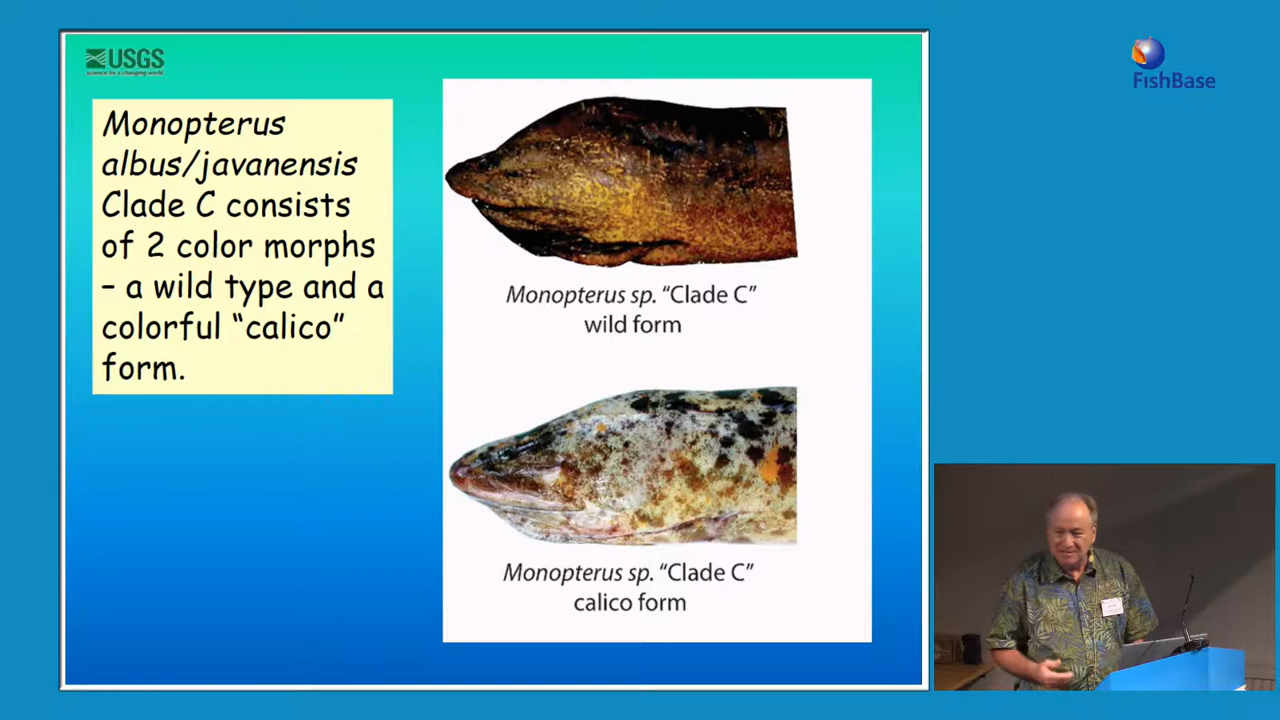 USGS
science for a changing world
FishBase
Monopterus
albus/javanensis
Clade C consists
of 2 color morphs
– a wild type and a
colorful “calico”
form.
Monopterus sp. “Clade C”
wild form
Monopterus sp. “Clade C”
calico form